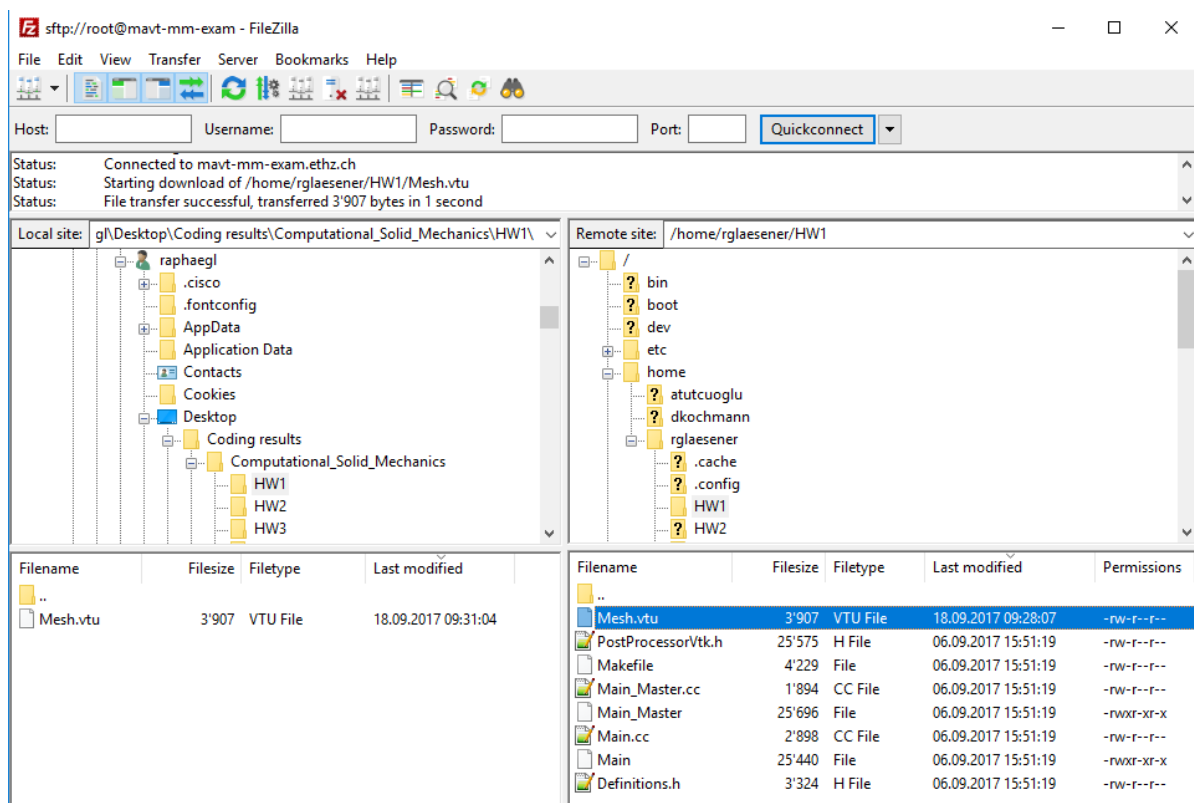 sftp://root@mavt-mm-exam - FileZilla
File Edit View Transfer Server Bookmarks Help
Host: Username: Password: Port: Quickconnect
Status: Connected to mavt-mm-exam.ethz.ch
Status: Starting download of /home/rglaesener/HW1/Mesh.vtu
Status: File transfer successful, transferred 3'907 bytes in 1 second
Local site: gl\Desktop\Coding results\Computational_Solid_Mechanics\HW1\
raphaegl
.cisco
.fontconfig
AppData
Application Data
Contacts
Cookies
Desktop
Coding results
Computational_Solid_Mechanics
HW1
HW2
HW3
Filename Filesize Filetype Last modified
..
Mesh.vtu 3'907 VTU File 18.09.2017 09:31:04
Remote site: /home/rglaesener/HW1
/
bin
boot
dev
etc
home
atutcuoglu
dkochmann
rglaesener
.cache
.config
HW1
HW2
Filename Filesize Filetype Last modified Permissions
..
Mesh.vtu 3'907 VTU File 18.09.2017 09:28:07 -rw-r--r--
PostProcessorVtk.h 25'575 H File 06.09.2017 15:51:19 -rw-r--r--
Makefile 4'229 File 06.09.2017 15:51:19 -rw-r--r--
Main_Master.cc 1'894 CC File 06.09.2017 15:51:19 -rw-r--r--
Main_Master 25'696 File 06.09.2017 15:51:19 -rwxr-xr-x
Main.cc 2'898 CC File 06.09.2017 15:51:19 -rw-r--r--
Main 25'440 File 06.09.2017 15:51:19 -rwxr-xr-x
Definitions.h 3'324 H File 06.09.2017 15:51:19 -rw-r--r--